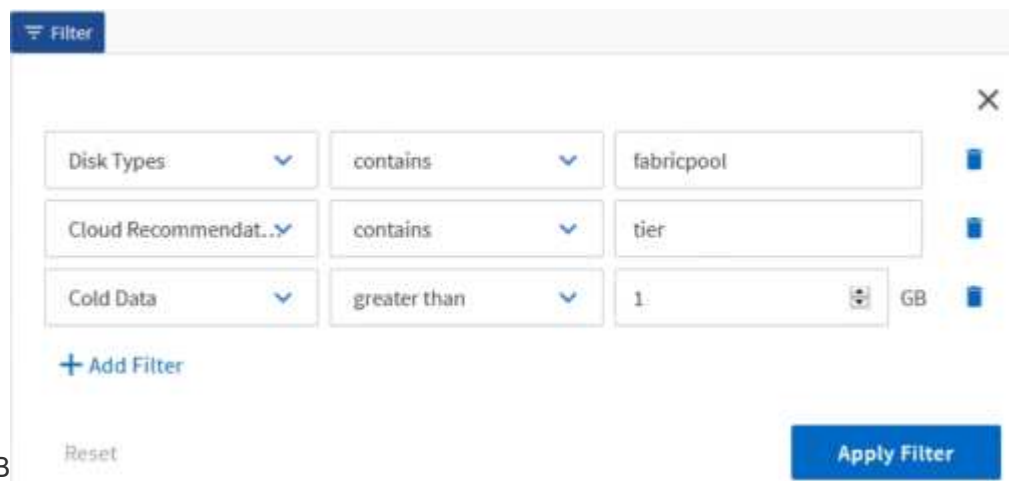 Filter
Disk Types contains fabricpool
Cloud Recommendat... contains tier
Cold Data greater than 1 GB
+ Add Filter
Reset Apply Filter
B